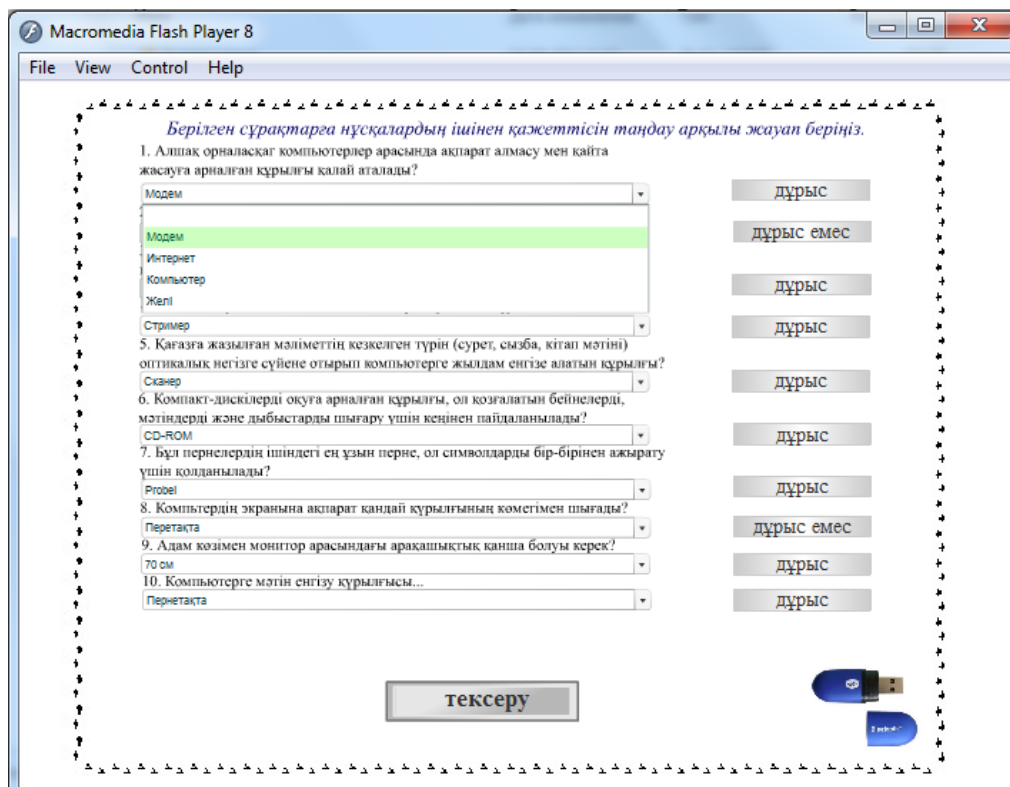 Macromedia Flash Player 8
File View Control Help
Берілген сұрақтарға нұсқалардың ішінен қажеттісін таңдау арқылы жауап беріңіз.
1. Алшақ орналасқаг компьютерлер арасында ақпарат алмасу мен қайта
жасауға арналған құрылғы қалай аталады?
Модем дұрыс
Модем дұрыс емес
Интернет
Компьютер дұрыс
Желі
Стример дұрыс
5. Қағазға жазылған мәліметтің кезкелген түрін (сурет, сызба, кітап мәтіні)
оптикалық негізге сүйене отырып компьютерге жылдам енгізе алатын құрылғы?
Сканер дұрыс
6. Компакт-дискілерді оқуға арналған құрылғы, ол қозғалатын бейнелерді,
мәтіндерді және дыбыстарды шығару үшін кеңінен пайдаланылады?
CD-ROM дұрыс
7. Бұл пернелердің ішіндегі ең ұзын перне, ол символдарды бір-бірінен ажырату
үшін қолданылады?
Probel дұрыс
8. Компьтердің экранына ақпарат қандай құрылғының көмегімен шығады?
Перетақта дұрыс емес
9. Адам көзімен монитор арасындағы арақашықтық қанша болуы керек?
70 см дұрыс
10. Компьютерге мәтін енгізу құрылғысы...
Пернетақта дұрыс
тексеру